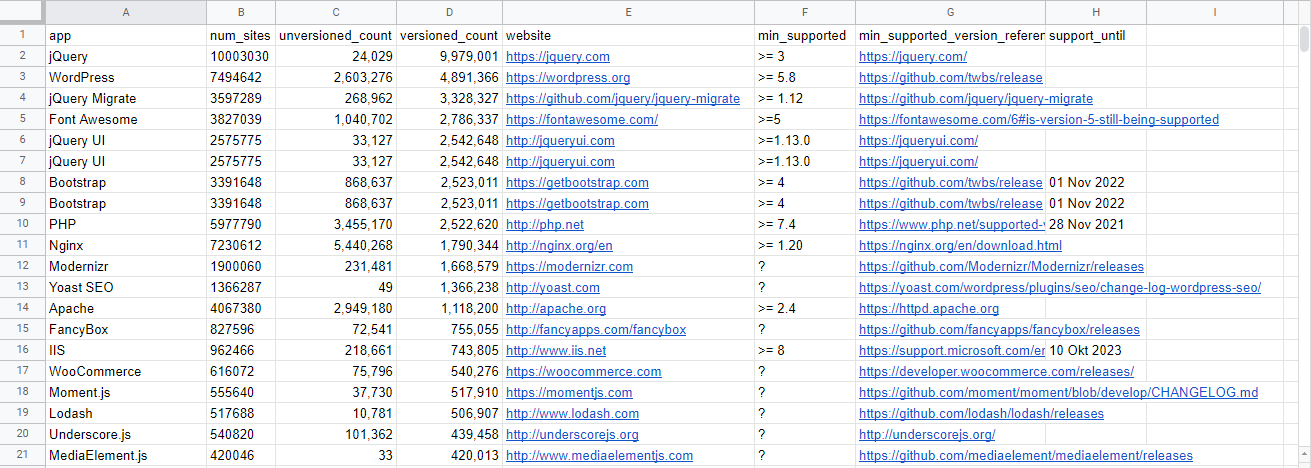 A B C D E F G H I
1 app num_sites unversioned_count versioned_count website min_supported min_supported_version_referen support_until
2 jQuery 10003030 24,029 9,979,001 https://jquery.com >= 3 https://jquery.com/
3 WordPress 7494642 2,603,276 4,891,366 https://wordpress.org >= 5.8 https://github.com/twbs/release
4 jQuery Migrate 3597289 268,962 3,328,327 https://github.com/jquery/jquery-migrate >= 1.12 https://github.com/jquery/jquery-migrate
5 Font Awesome 3827039 1,040,702 2,786,337 https://fontawesome.com/ >=5 https://fontawesome.com/6#is-version-5-still-being-supported
6 jQuery UI 2575775 33,127 2,542,648 http://jqueryui.com >=1.13.0 https://jqueryui.com/
7 jQuery UI 2575775 33,127 2,542,648 http://jqueryui.com >=1.13.0 https://jqueryui.com/
8 Bootstrap 3391648 868,637 2,523,011 https://getbootstrap.com >= 4 https://github.com/twbs/release 01 Nov 2022
9 Bootstrap 3391648 868,637 2,523,011 https://getbootstrap.com >= 4 https://github.com/twbs/release 01 Nov 2022
10 PHP 5977790 3,455,170 2,522,620 http://php.net >= 7.4 https://www.php.net/supported-v 28 Nov 2021
11 Nginx 7230612 5,440,268 1,790,344 http://nginx.org/en >= 1.20 https://nginx.org/en/download.html
12 Modernizr 1900060 231,481 1,668,579 https://modernizr.com ? https://github.com/Modernizr/Modernizr/releases
13 Yoast SEO 1366287 49 1,366,238 http://yoast.com ? https://yoast.com/wordpress/plugins/seo/change-log-wordpress-seo/
14 Apache 4067380 2,949,180 1,118,200 http://apache.org >= 2.4 https://httpd.apache.org
15 FancyBox 827596 72,541 755,055 http://fancyapps.com/fancybox ? https://github.com/fancyapps/fancybox/releases
16 IIS 962466 218,661 743,805 http://www.iis.net >= 8 https://support.microsoft.com/en 10 Okt 2023
17 WooCommerce 616072 75,796 540,276 https://woocommerce.com ? https://developer.woocommerce.com/releases/
18 Moment.js 555640 37,730 517,910 https://momentjs.com ? https://github.com/moment/moment/blob/develop/CHANGELOG.md
19 Lodash 517688 10,781 506,907 http://www.lodash.com ? https://github.com/lodash/lodash/releases
20 Underscore.js 540820 101,362 439,458 http://underscorejs.org ? http://underscorejs.org/
21 MediaElement.js 420046 33 420,013 http://www.mediaelementjs.com ? https://github.com/mediaelement/mediaelement/releases